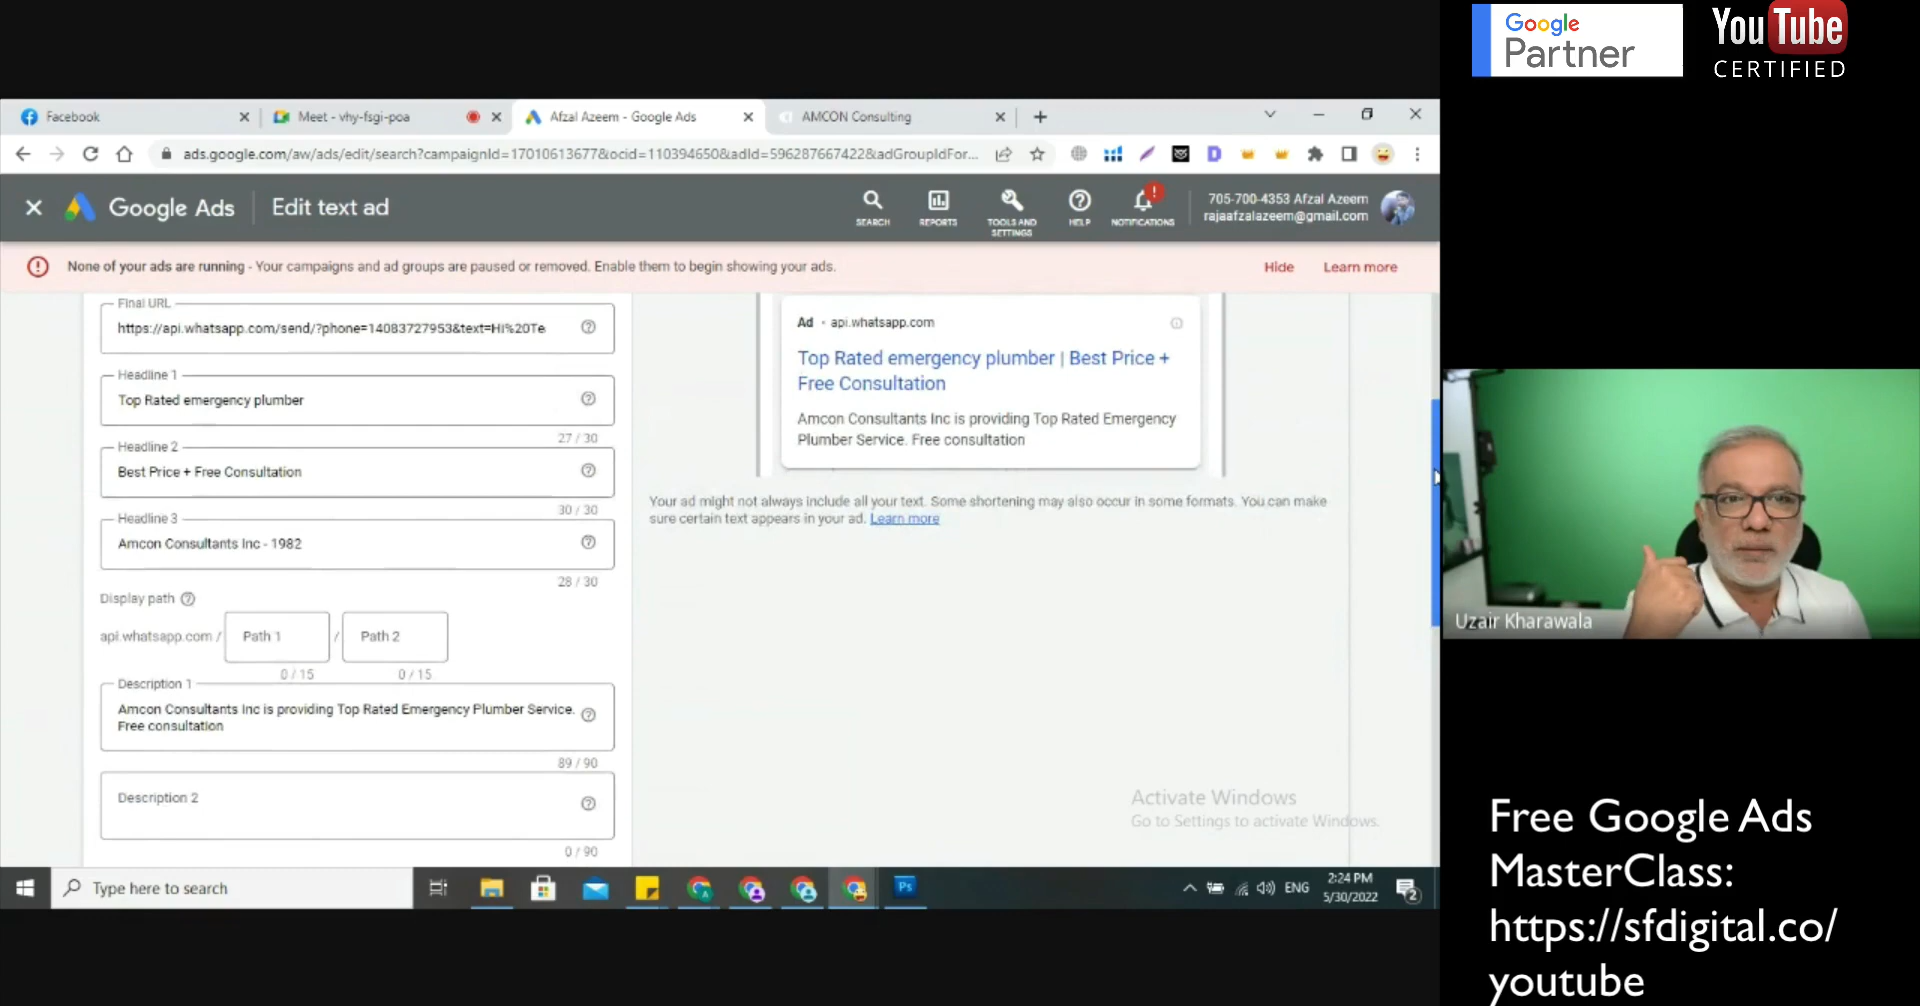 Google
Partner
YouTube
CERTIFIED
Facebook
Meet - vhy-fsgi-poa
Afzal Azeem - Google Ads
AMCON Consulting
ads.google.com/aw/ads/edit/search?campaignId=17010613677&ocid=110394650&adId=596287667422&adGroupIdFor...
Google Ads
Edit text ad
SEARCH
REPORTS
TOOLS AND
SETTINGS
HELP
NOTIFICATIONS
705-700-4353 Afzal Azeem
rajaafzalazeem@gmail.com
None of your ads are running - Your campaigns and ad groups are paused or removed. Enable them to begin showing your ads.
Hide
Learn more
Final URL
https://api.whatsapp.com/send/?phone=14083727953&text=Hi%20Te
Headline 1
Top Rated emergency plumber
27 / 30
Headline 2
Best Price + Free Consultation
30 / 30
Headline 3
Amcon Consultants Inc - 1982
28 / 30
Display path
api.whatsapp.com /
Path 1
/
Path 2
0 / 15
0 / 15
Description 1
Amcon Consultants Inc is providing Top Rated Emergency Plumber Service.
Free consultation
89 / 90
Description 2
0 / 90
Ad · api.whatsapp.com
Top Rated emergency plumber | Best Price +
Free Consultation
Amcon Consultants Inc is providing Top Rated Emergency
Plumber Service. Free consultation
Your ad might not always include all your text. Some shortening may also occur in some formats. You can make
sure certain text appears in your ad. Learn more
Activate Windows
Go to Settings to activate Windows.
Type here to search
Ps
ENG
2:24 PM
5/30/2022
2
Uzair Kharawala
Free Google Ads
MasterClass:
https://sfdigital.co/
youtube